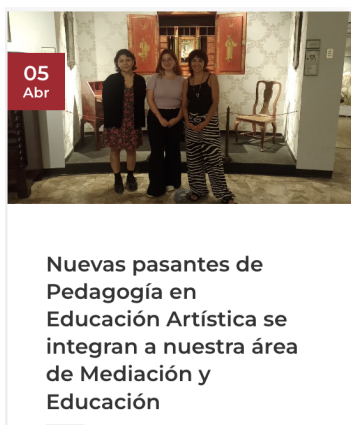 05
Abr
Nuevas pasantes de
Pedagogía en
Educación Artística se
integran a nuestra área
de Mediación y
Educación